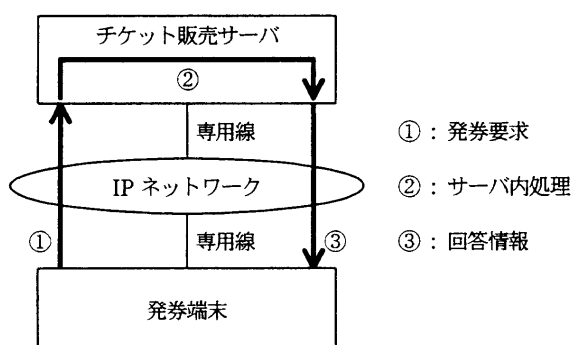 チケット販売サーバ
②
専用線
① : 発券要求
IP ネットワーク
② : サーバ内処理
①
専用線
③
③ : 回答情報
発券端末